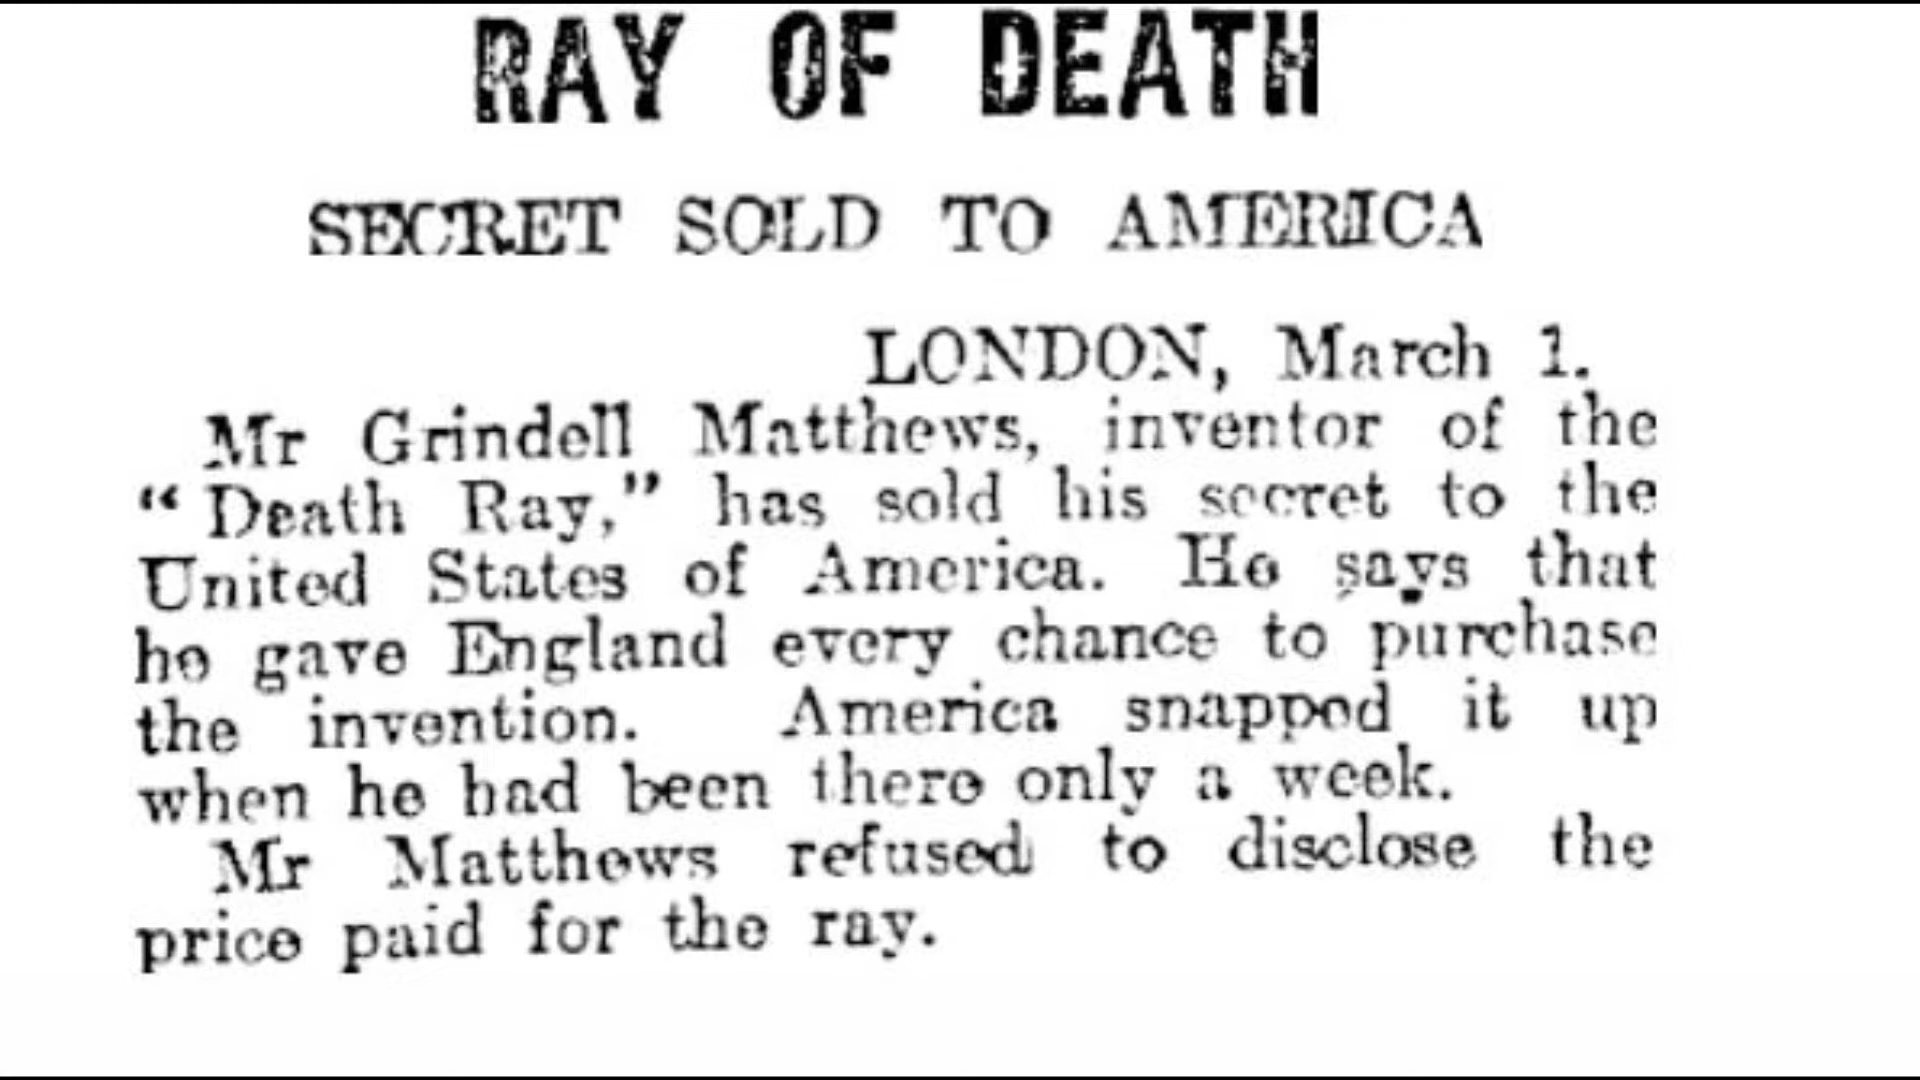 RAY OF DEATH
SECRET SOLD TO AMERICA
LONDON, March 1.
Mr Grindell Matthews, inventor of the
"Death Ray," has sold his secret to the
United States of America. He says that
he gave England every chance to purchase
the invention. America snapped it up
when he had been there only a week.
Mr Matthews refused to disclose the
price paid for the ray.